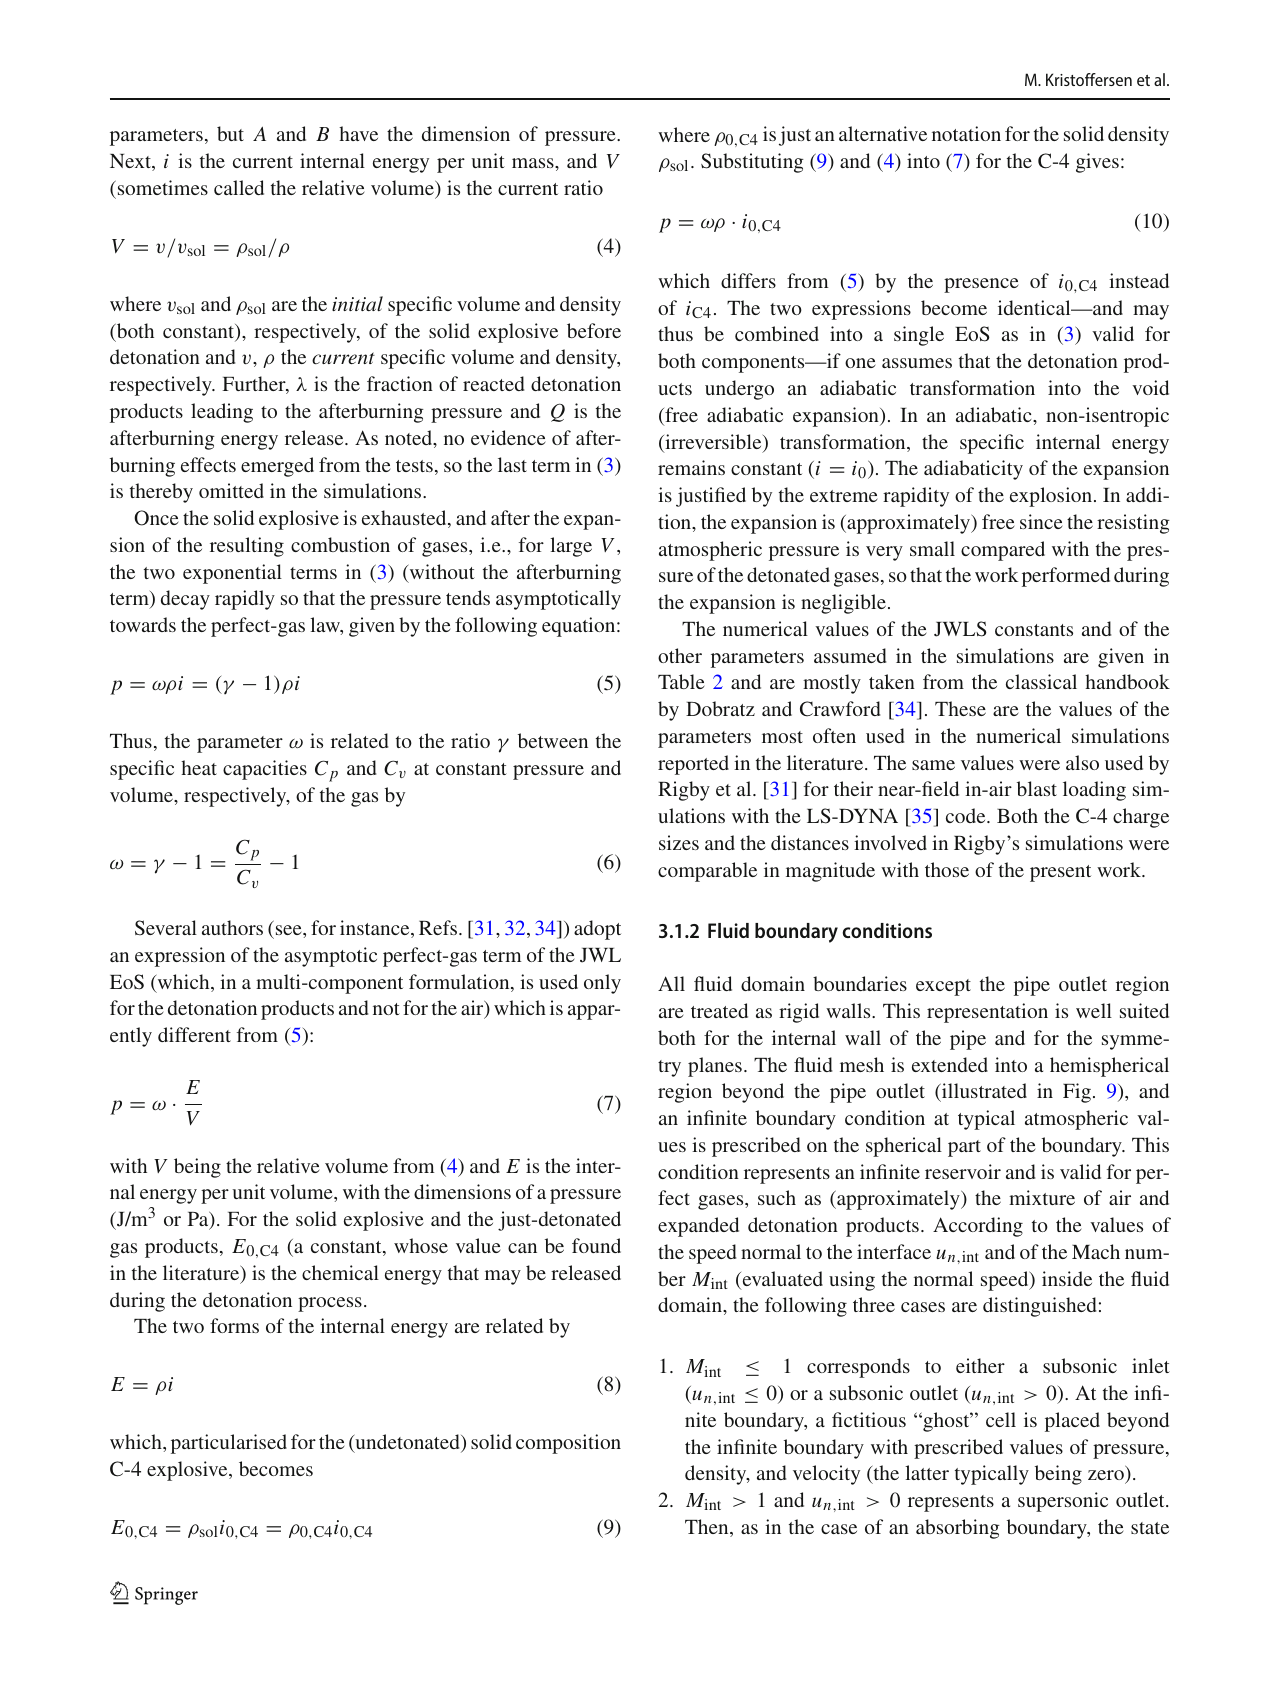 M. Kristoffersen et al.
parameters, but A and B have the dimension of pressure.
Next, i is the current internal energy per unit mass, and V
(sometimes called the relative volume) is the current ratio
V = υ/υsol = ρsol/ρ (4)
where υsol and ρsol are the initial specific volume and density
(both constant), respectively, of the solid explosive before
detonation and υ, ρ the current specific volume and density,
respectively. Further, λ is the fraction of reacted detonation
products leading to the afterburning pressure and Q is the
afterburning energy release. As noted, no evidence of after-
burning effects emerged from the tests, so the last term in (3)
is thereby omitted in the simulations.
Once the solid explosive is exhausted, and after the expan-
sion of the resulting combustion of gases, i.e., for large V,
the two exponential terms in (3) (without the afterburning
term) decay rapidly so that the pressure tends asymptotically
towards the perfect-gas law, given by the following equation:
p = ωρi = (γ − 1)ρi (5)
Thus, the parameter ω is related to the ratio γ between the
specific heat capacities Cp and Cv at constant pressure and
volume, respectively, of the gas by
ω = γ − 1 = Cp/Cv − 1 (6)
Several authors (see, for instance, Refs. [31, 32, 34]) adopt
an expression of the asymptotic perfect-gas term of the JWL
EoS (which, in a multi-component formulation, is used only
for the detonation products and not for the air) which is appar-
ently different from (5):
p = ω · E/V (7)
with V being the relative volume from (4) and E is the inter-
nal energy per unit volume, with the dimensions of a pressure
(J/m³ or Pa). For the solid explosive and the just-detonated
gas products, E0,C4 (a constant, whose value can be found
in the literature) is the chemical energy that may be released
during the detonation process.
The two forms of the internal energy are related by
E = ρi (8)
which, particularised for the (undetonated) solid composition
C-4 explosive, becomes
E0,C4 = ρsoli0,C4 = ρ0,C4i0,C4 (9)
where ρ0,C4 is just an alternative notation for the solid density
ρsol. Substituting (9) and (4) into (7) for the C-4 gives:
p = ωρ · i0,C4 (10)
which differs from (5) by the presence of i0,C4 instead
of iC4. The two expressions become identical—and may
thus be combined into a single EoS as in (3) valid for
both components—if one assumes that the detonation prod-
ucts undergo an adiabatic transformation into the void
(free adiabatic expansion). In an adiabatic, non-isentropic
(irreversible) transformation, the specific internal energy
remains constant (i = i0). The adiabaticity of the expansion
is justified by the extreme rapidity of the explosion. In addi-
tion, the expansion is (approximately) free since the resisting
atmospheric pressure is very small compared with the pres-
sure of the detonated gases, so that the work performed during
the expansion is negligible.
The numerical values of the JWLS constants and of the
other parameters assumed in the simulations are given in
Table 2 and are mostly taken from the classical handbook
by Dobratz and Crawford [34]. These are the values of the
parameters most often used in the numerical simulations
reported in the literature. The same values were also used by
Rigby et al. [31] for their near-field in-air blast loading sim-
ulations with the LS-DYNA [35] code. Both the C-4 charge
sizes and the distances involved in Rigby's simulations were
comparable in magnitude with those of the present work.
3.1.2 Fluid boundary conditions
All fluid domain boundaries except the pipe outlet region
are treated as rigid walls. This representation is well suited
both for the internal wall of the pipe and for the symme-
try planes. The fluid mesh is extended into a hemispherical
region beyond the pipe outlet (illustrated in Fig. 9), and
an infinite boundary condition at typical atmospheric val-
ues is prescribed on the spherical part of the boundary. This
condition represents an infinite reservoir and is valid for per-
fect gases, such as (approximately) the mixture of air and
expanded detonation products. According to the values of
the speed normal to the interface un,int and of the Mach num-
ber Mint (evaluated using the normal speed) inside the fluid
domain, the following three cases are distinguished:
1. Mint ≤ 1 corresponds to either a subsonic inlet
(un,int ≤ 0) or a subsonic outlet (un,int > 0). At the infi-
nite boundary, a fictitious “ghost” cell is placed beyond
the infinite boundary with prescribed values of pressure,
density, and velocity (the latter typically being zero).
2. Mint > 1 and un,int > 0 represents a supersonic outlet.
Then, as in the case of an absorbing boundary, the state
Springer